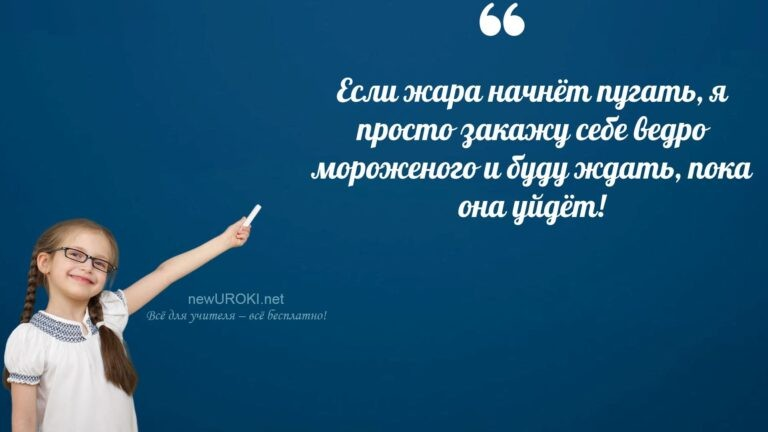 ❝
Если жара начнёт пугать, я
просто закажу себе ведро
мороженого и буду ждать, пока
она уйдёт!
newUROKI.net
Всё для учителя – всё бесплатно!